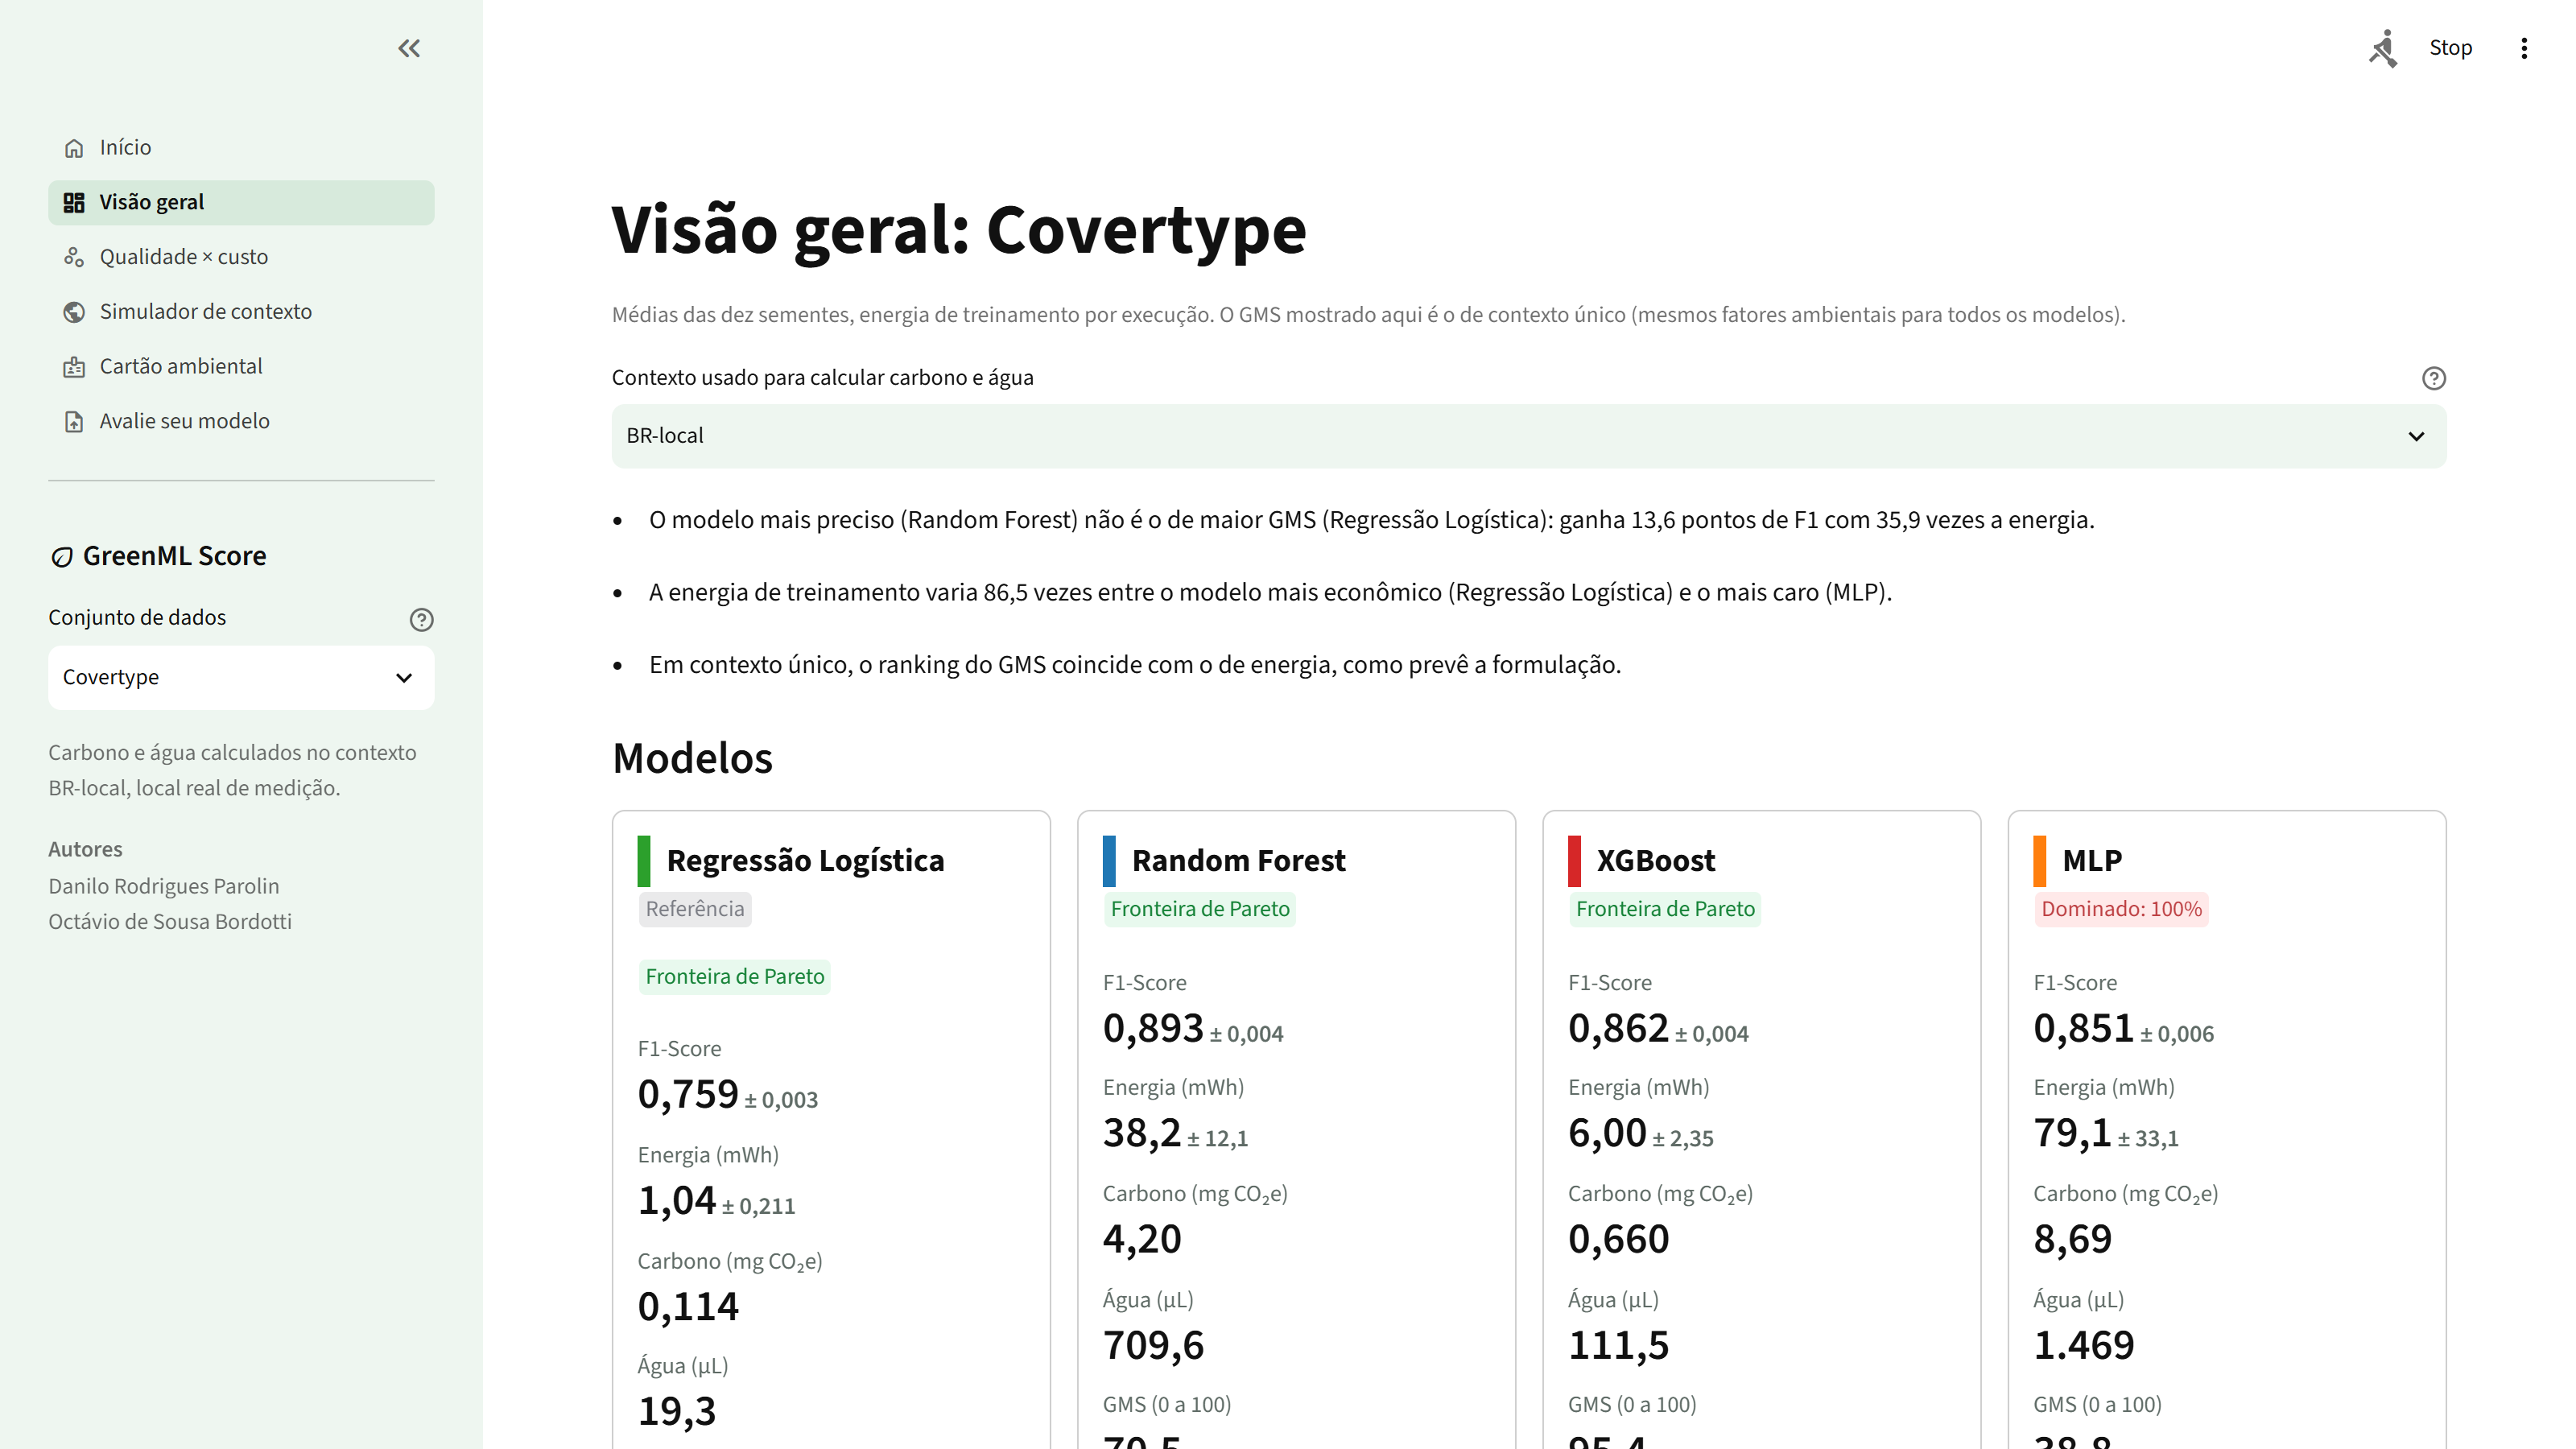 Início
Visão geral
Qualidade × custo
Simulador de contexto
Cartão ambiental
Avalie seu modelo
GreenML Score
Conjunto de dados
Covertype
Carbono e água calculados no contexto
BR-local, local real de medição.
Autores
Danilo Rodrigues Parolin
Octávio de Sousa Bordotti
Stop
Visão geral: Covertype
Médias das dez sementes, energia de treinamento por execução. O GMS mostrado aqui é o de contexto único (mesmos fatores ambientais para todos os modelos).
Contexto usado para calcular carbono e água
BR-local
• O modelo mais preciso (Random Forest) não é o de maior GMS (Regressão Logística): ganha 13,6 pontos de F1 com 35,9 vezes a energia.
• A energia de treinamento varia 86,5 vezes entre o modelo mais econômico (Regressão Logística) e o mais caro (MLP).
• Em contexto único, o ranking do GMS coincide com o de energia, como prevê a formulação.
Modelos
Regressão Logística
Referência
Fronteira de Pareto
F1-Score
0,759 ± 0,003
Energia (mWh)
1,04 ± 0,211
Carbono (mg CO₂e)
0,114
Água (µL)
19,3
Random Forest
Fronteira de Pareto
F1-Score
0,893 ± 0,004
Energia (mWh)
38,2 ± 12,1
Carbono (mg CO₂e)
4,20
Água (µL)
709,6
GMS (0 a 100)
XGBoost
Fronteira de Pareto
F1-Score
0,862 ± 0,004
Energia (mWh)
6,00 ± 2,35
Carbono (mg CO₂e)
0,660
Água (µL)
111,5
GMS (0 a 100)
MLP
Dominado: 100%
F1-Score
0,851 ± 0,006
Energia (mWh)
79,1 ± 33,1
Carbono (mg CO₂e)
8,69
Água (µL)
1.469
GMS (0 a 100)